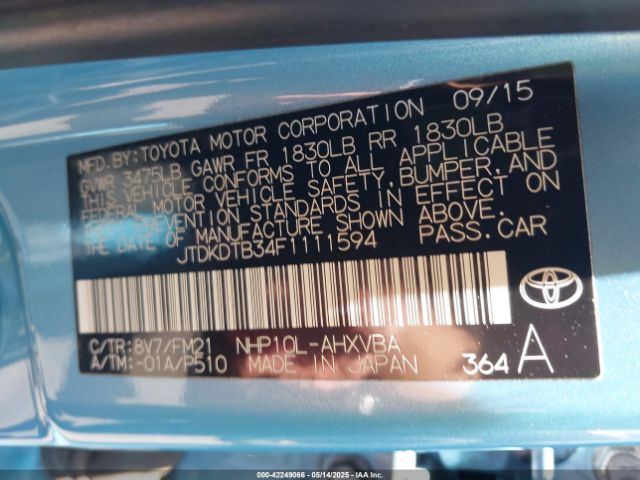 MFD. BY: TOYOTA MOTOR CORPORATION 09/15
GVWR 3475LB GAWR FR 1830LB RR 1830LB
THIS VEHICLE CONFORMS TO ALL APPLICABLE
FEDERAL MOTOR VEHICLE SAFETY, BUMPER, AND
THEFT PREVENTION STANDARDS IN EFFECT ON
THE DATE OF MANUFACTURE SHOWN ABOVE.
JTDKDTB34F1111594 PASS. CAR
C/TR: 8V7/FM21 NHP10L-AHXVBA
A/TM: -01A/P510 MADE IN JAPAN 364 A
000-42249066 - 05/14/2025 - IAA Inc.